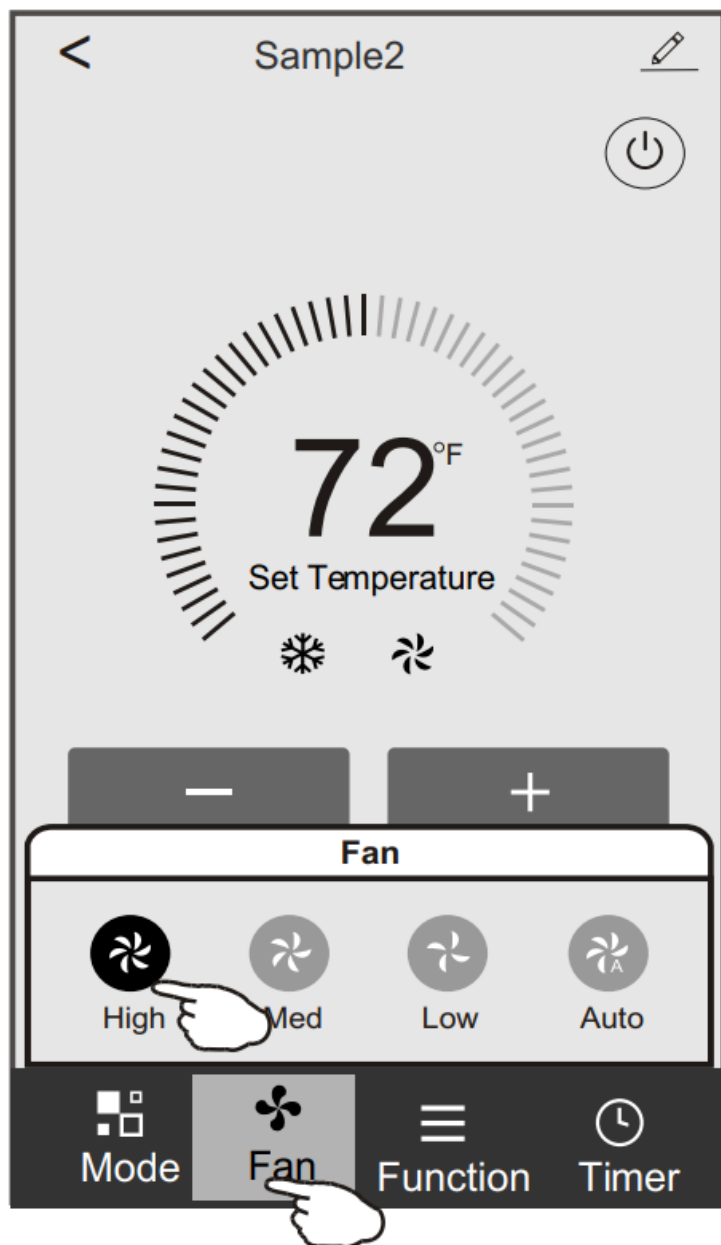 <
Sample2
72°F
Set Temperature
Fan
High Med Low Auto
Mode Fan Function Timer